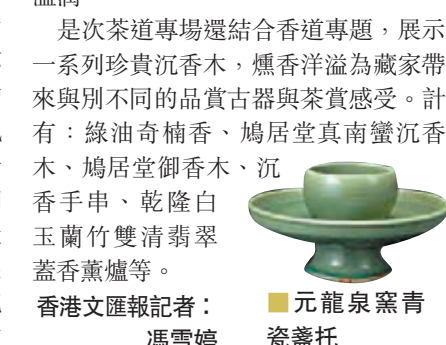 是次茶道專場還結合香道專題，展示
一系列珍貴沉香木，燻香洋溢為藏家帶
來與別不同的品賞古器與茶賞感受。計
有：綠油奇楠香、鳩居堂真南蠻沉香
木、鳩居堂御香木、沉
香手串、乾隆白
玉蘭竹雙清翡翠
蓋香薰爐等。
香港文匯報記者：
馮雪婷
■元龍泉窯青
瓷盞托